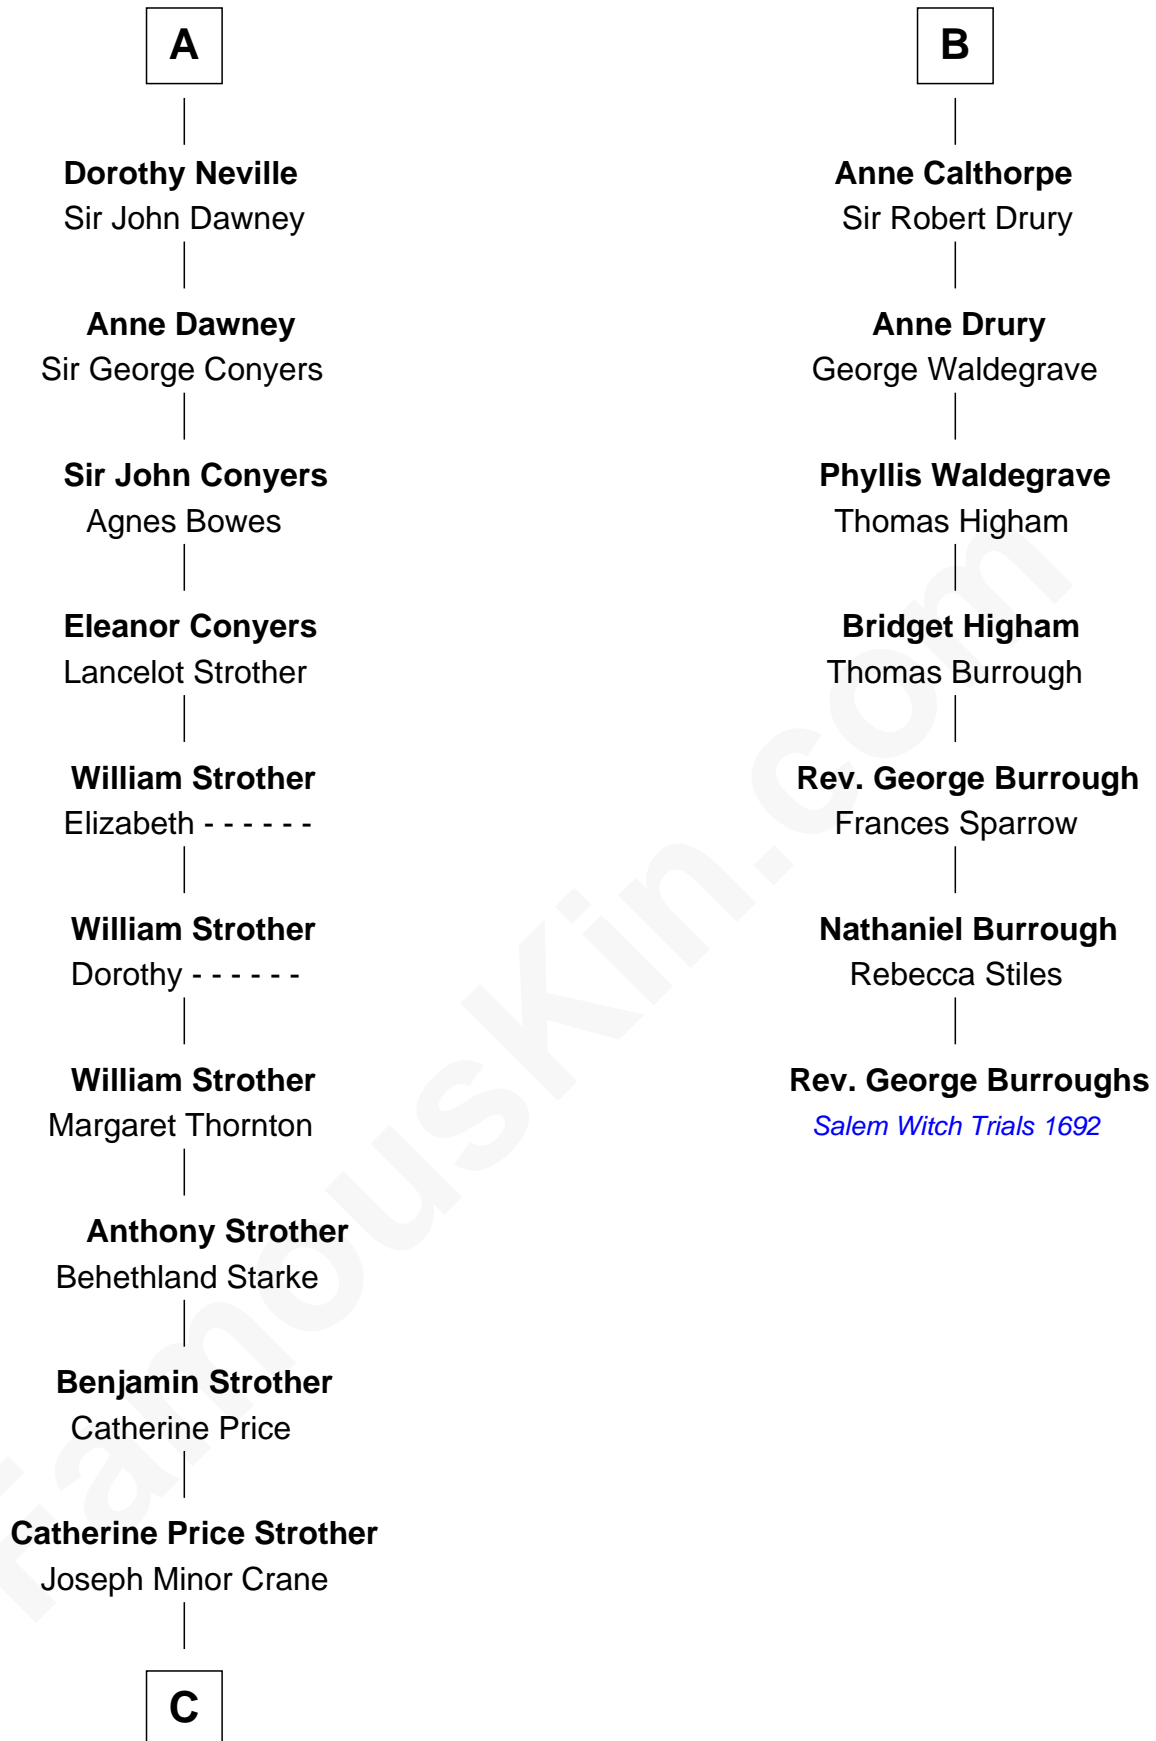 A
Dorothy Neville
Sir John Dawney
Anne Dawney
Sir George Conyers
Sir John Conyers
Agnes Bowes
Eleanor Conyers
Lancelot Strother
William Strother
Elizabeth - - - - - -
William Strother
Dorothy - - - - - -
William Strother
Margaret Thornton
Anthony Strother
Behethland Starke
Benjamin Strother
Catherine Price
Catherine Price Strother
Joseph Minor Crane
C
B
Anne Calthorpe
Sir Robert Drury
Anne Drury
George Waldegrave
Phyllis Waldegrave
Thomas Higham
Bridget Higham
Thomas Burrough
Rev. George Burrough
Frances Sparrow
Nathaniel Burrough
Rebecca Stiles
Rev. George Burroughs
Salem Witch Trials 1692
FamousKin.com